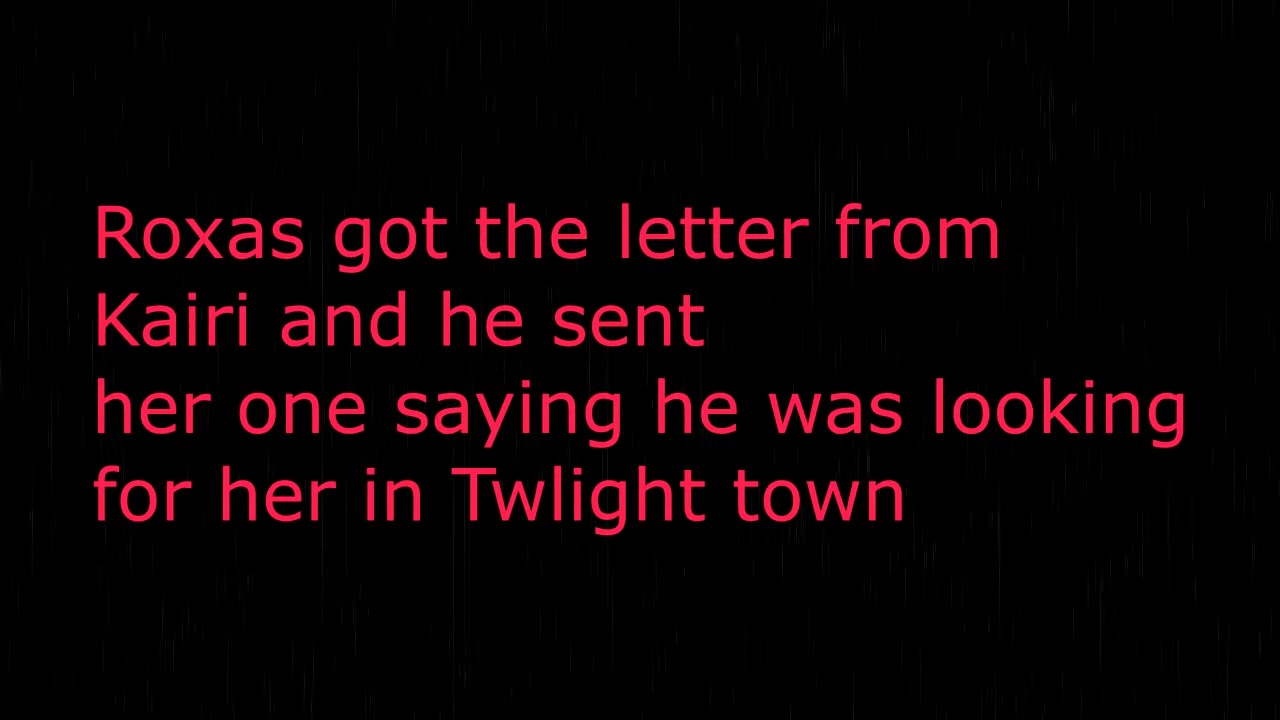 Roxas got the letter from
Kairi and he sent
her one saying he was looking
for her in Twlight town